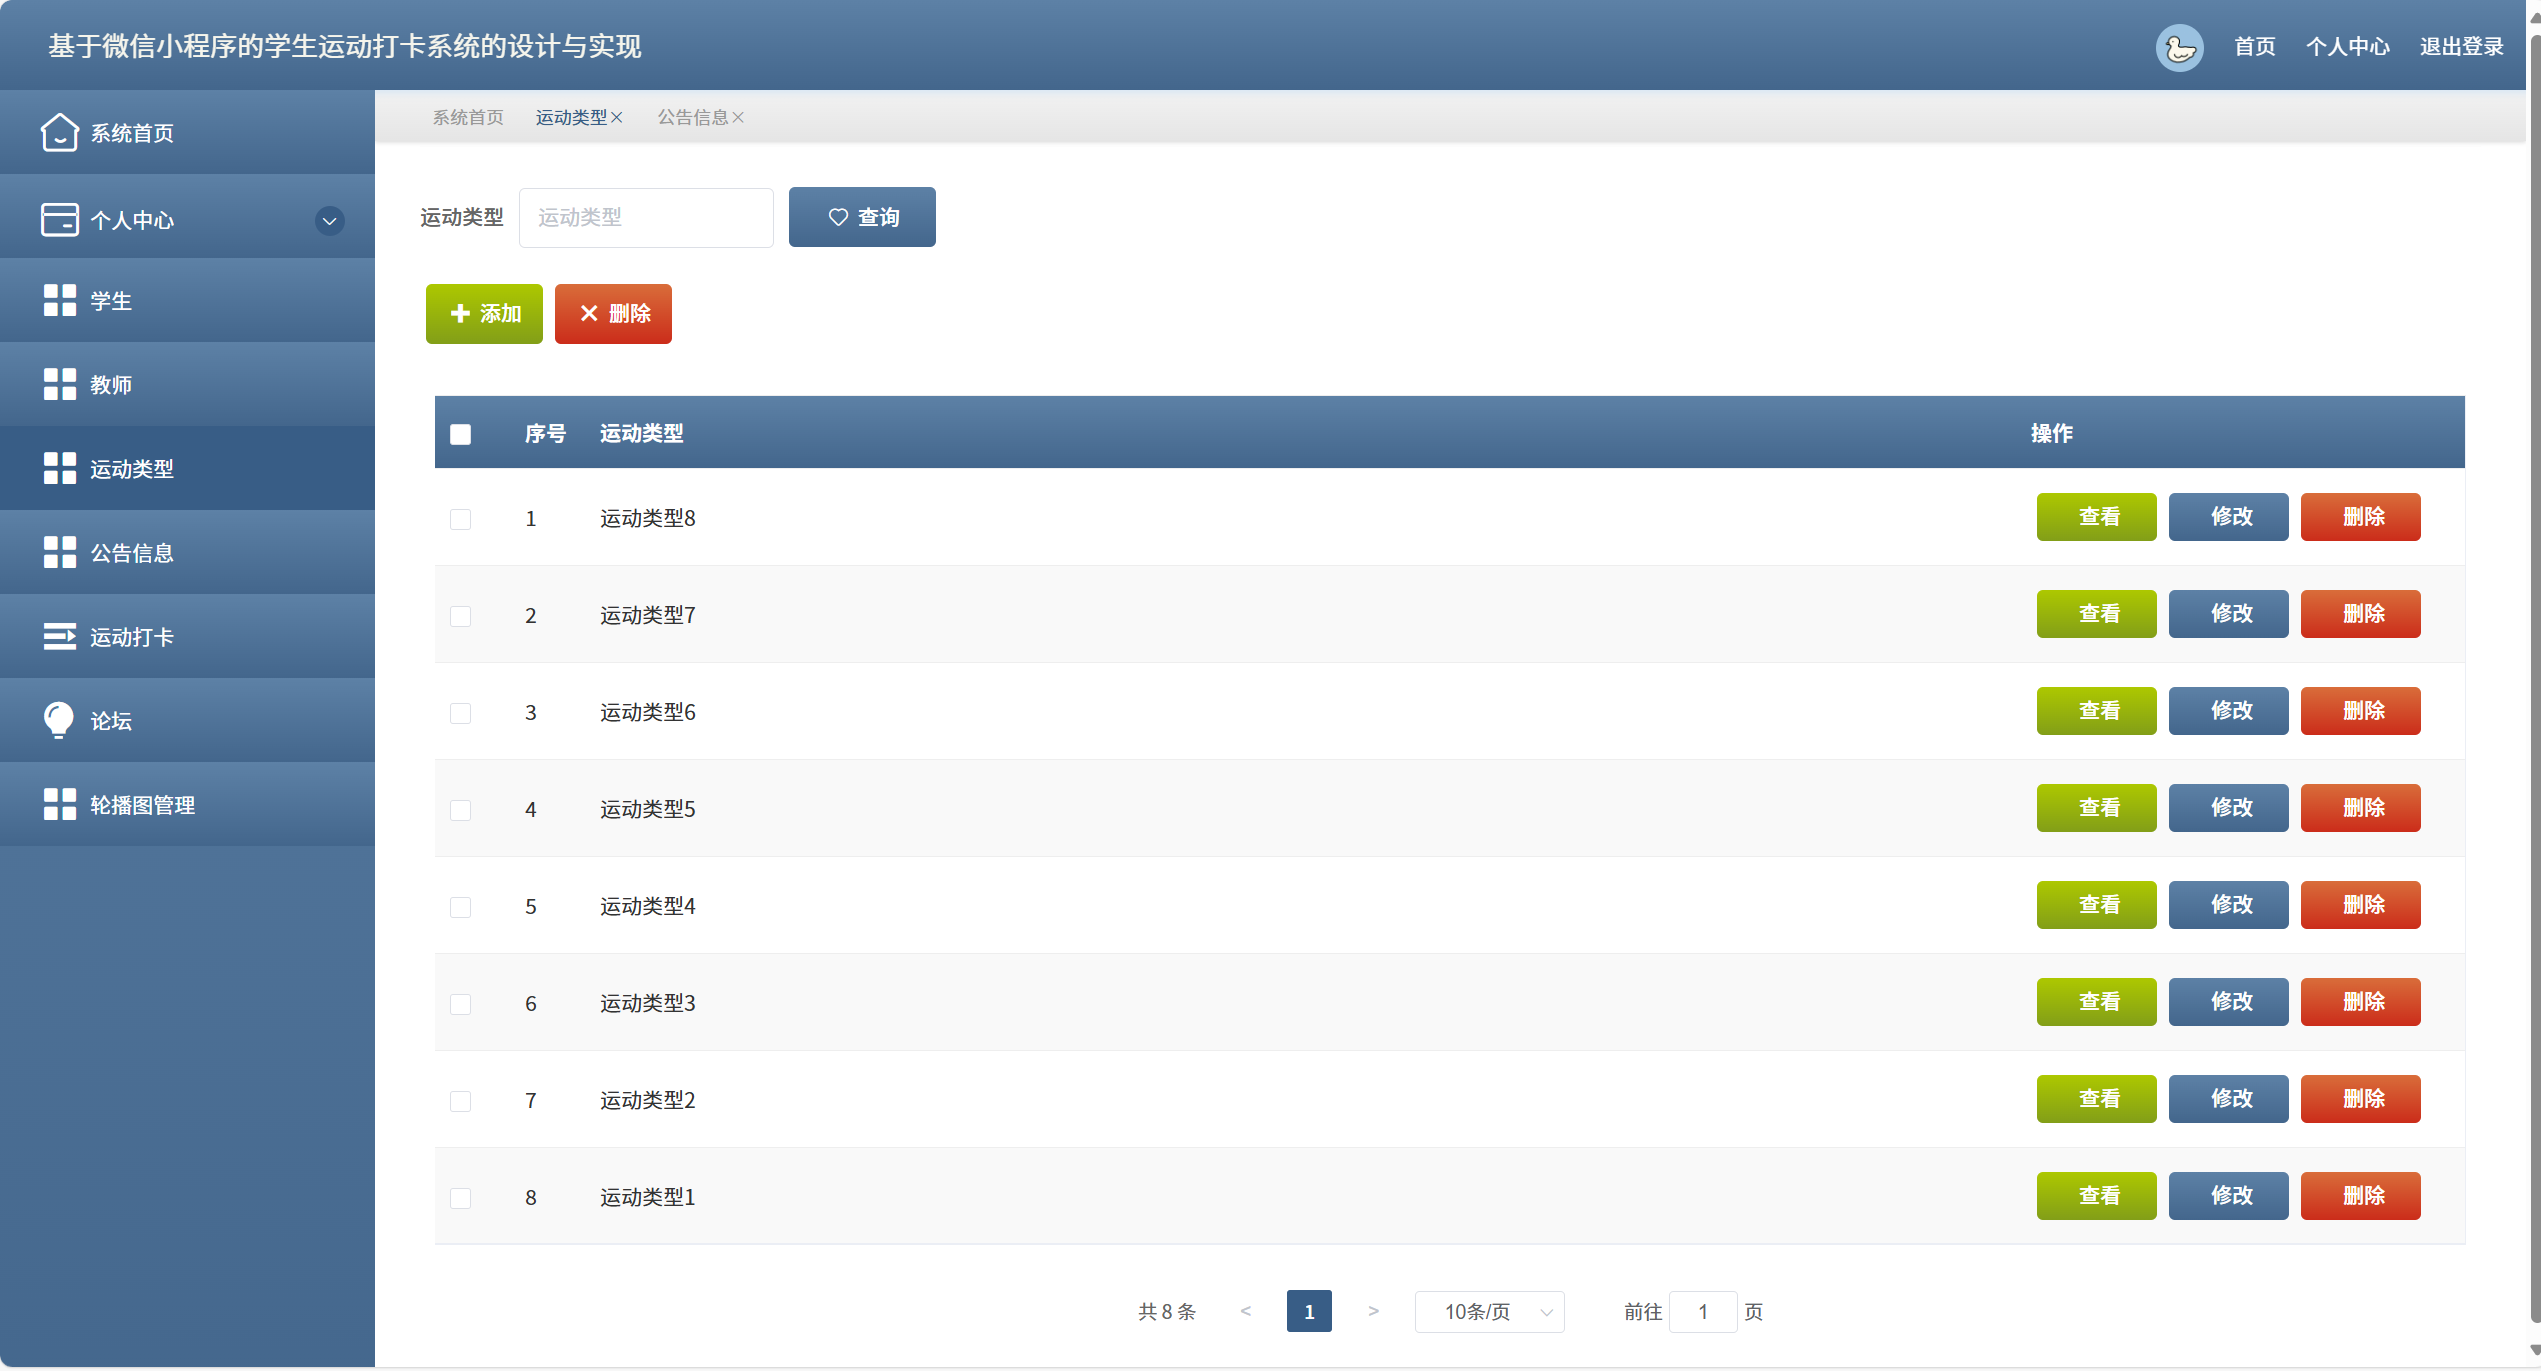 基于微信小程序的学生运动打卡系统的设计与实现
首页 个人中心 退出登录
系统首页
个人中心
学生
教师
运动类型
公告信息
运动打卡
论坛
轮播图管理
系统首页 运动类型 公告信息
运动类型 运动类型 查询
添加 删除
序号 运动类型 操作
1 运动类型8 查看 修改 删除
2 运动类型7 查看 修改 删除
3 运动类型6 查看 修改 删除
4 运动类型5 查看 修改 删除
5 运动类型4 查看 修改 删除
6 运动类型3 查看 修改 删除
7 运动类型2 查看 修改 删除
8 运动类型1 查看 修改 删除
共 8 条 < 1 > 10条/页 前往 1 页